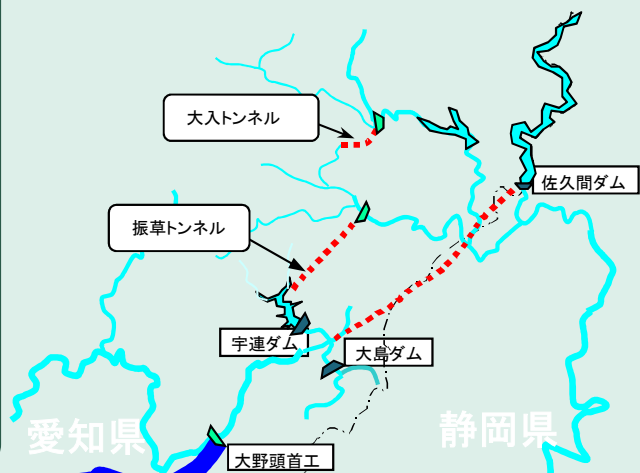 大入トンネル
佐久間ダム
振草トンネル
宇連ダム
大島ダム
愛知県
静岡県
大野頭首工